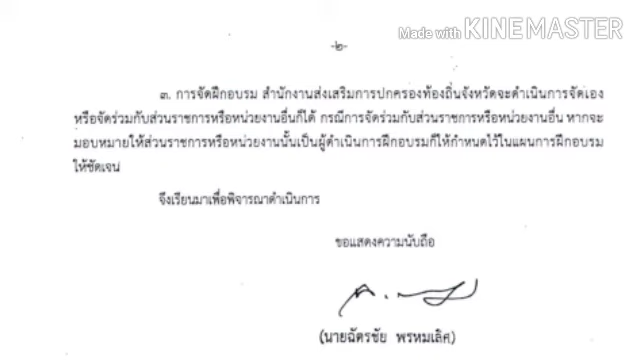 Made with KINEMASTER
-๒-
๓. การจัดฝึกอบรม สำนักงานส่งเสริมการปกครองท้องถิ่นจังหวัดจะดำเนินการจัดเอง
หรือจัดร่วมกับส่วนราชการหรือหน่วยงานอื่นก็ได้ กรณีการจัดร่วมกับส่วนราชการหรือหน่วยงานอื่น หากจะ
มอบหมายให้ส่วนราชการหรือหน่วยงานนั้นเป็นผู้ดำเนินการฝึกอบรมก็ให้กำหนดไว้ในแผนการฝึกอบรม
ให้ชัดเจน
จึงเรียนมาเพื่อพิจารณาดำเนินการ
ขอแสดงความนับถือ
(นายฉัตรชัย พรหมเลิศ)